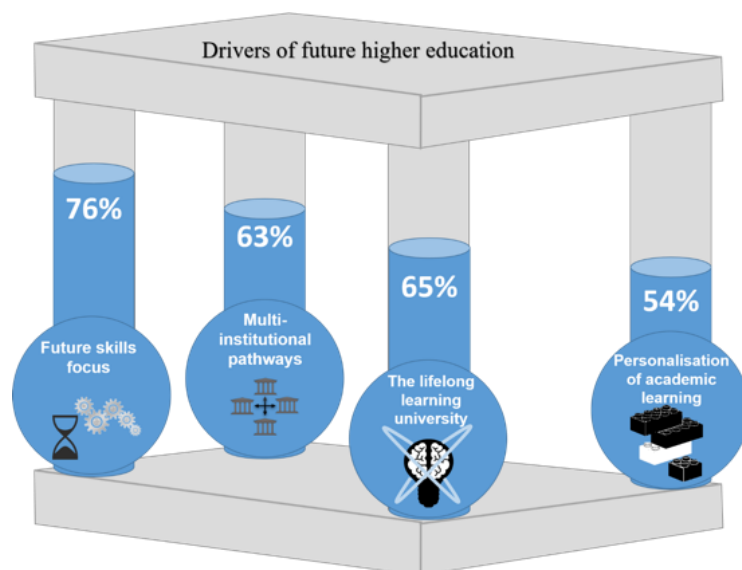 Drivers of future higher education
76%
Future skills
focus
63%
Multi-
institutional
pathways
65%
The lifelong
learning
university
54%
Personalisation
of academic
learning